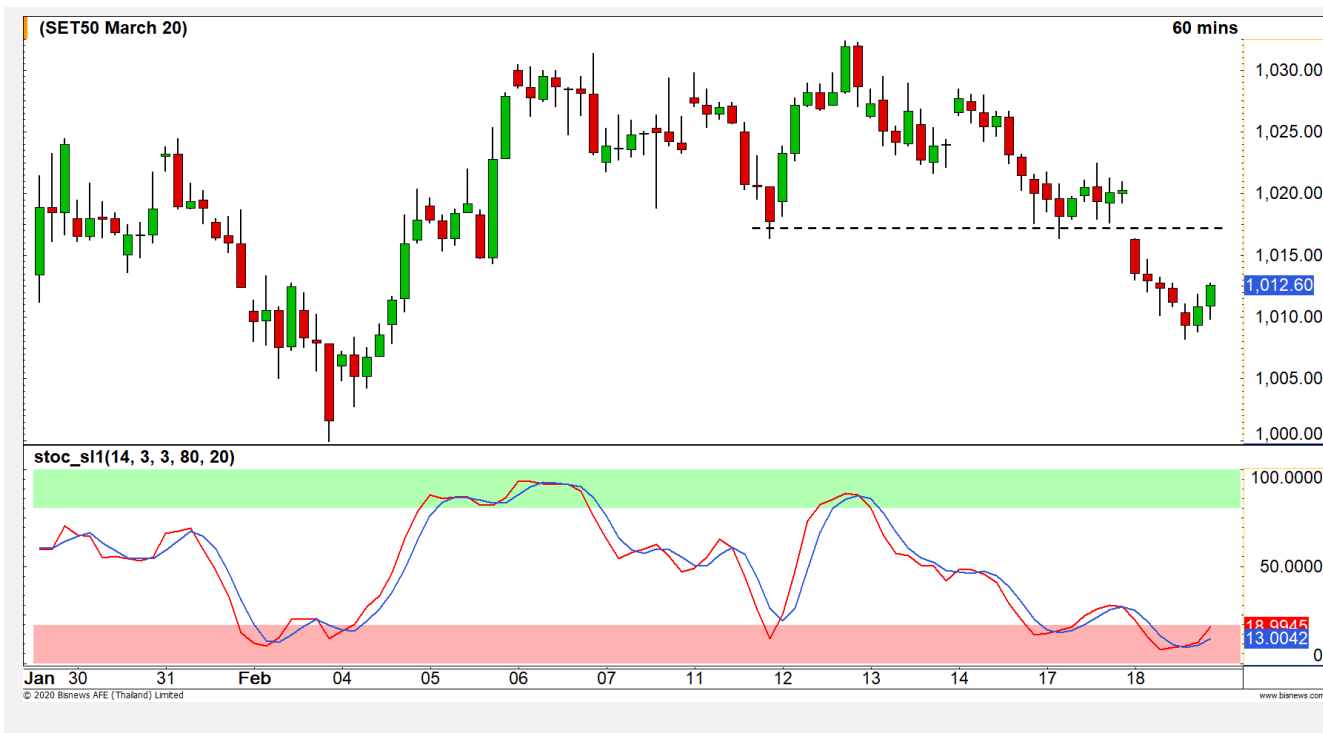 (SET50 March 20)
60 mins
1,030.00
1,025.00
1,020.00
1,015.00
1,012.60
1,010.00
1,005.00
1,000.00
stoc_sl1(14, 3, 3, 80, 20)
100.0000
50.0000
18.9945
13.0042
0
Jan 30 31 Feb 04 05 06 07 11 12 13 14 17 18
© 2020 Bisnews AFE (Thailand) Limited
www.bisnews.com